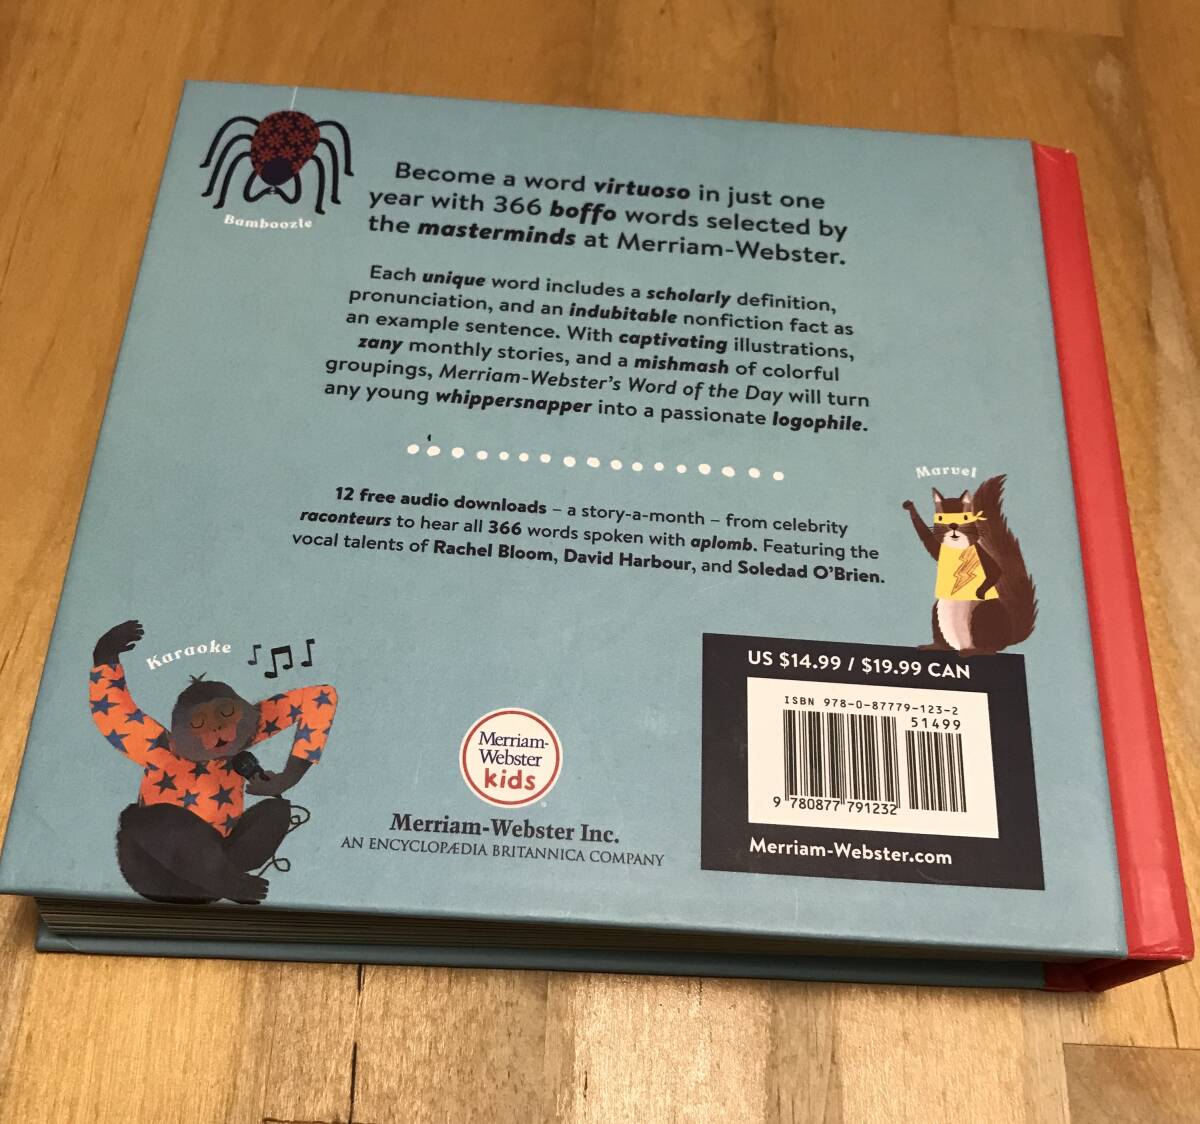 Bamboozle
Become a word virtuoso in just one
year with 366 boffo words selected by
the masterminds at Merriam-Webster.
Each unique word includes a scholarly definition,
pronunciation, and an indubitable nonfiction fact as
an example sentence. With captivating illustrations,
zany monthly stories, and a mishmash of colorful
groupings, Merriam-Webster's Word of the Day will turn
any young whippersnapper into a passionate logophile.
Marvel
12 free audio downloads – a story-a-month – from celebrity
raconteurs to hear all 366 words spoken with aplomb. Featuring the
vocal talents of Rachel Bloom, David Harbour, and Soledad O'Brien.
Karaoke
Merriam-
Webster
kids
®
Merriam-Webster Inc.
AN ENCYCLOPÆDIA BRITANNICA COMPANY
US $14.99 / $19.99 CAN
ISBN 978-0-87779-123-2
51499
9 780877 791232
Merriam-Webster.com